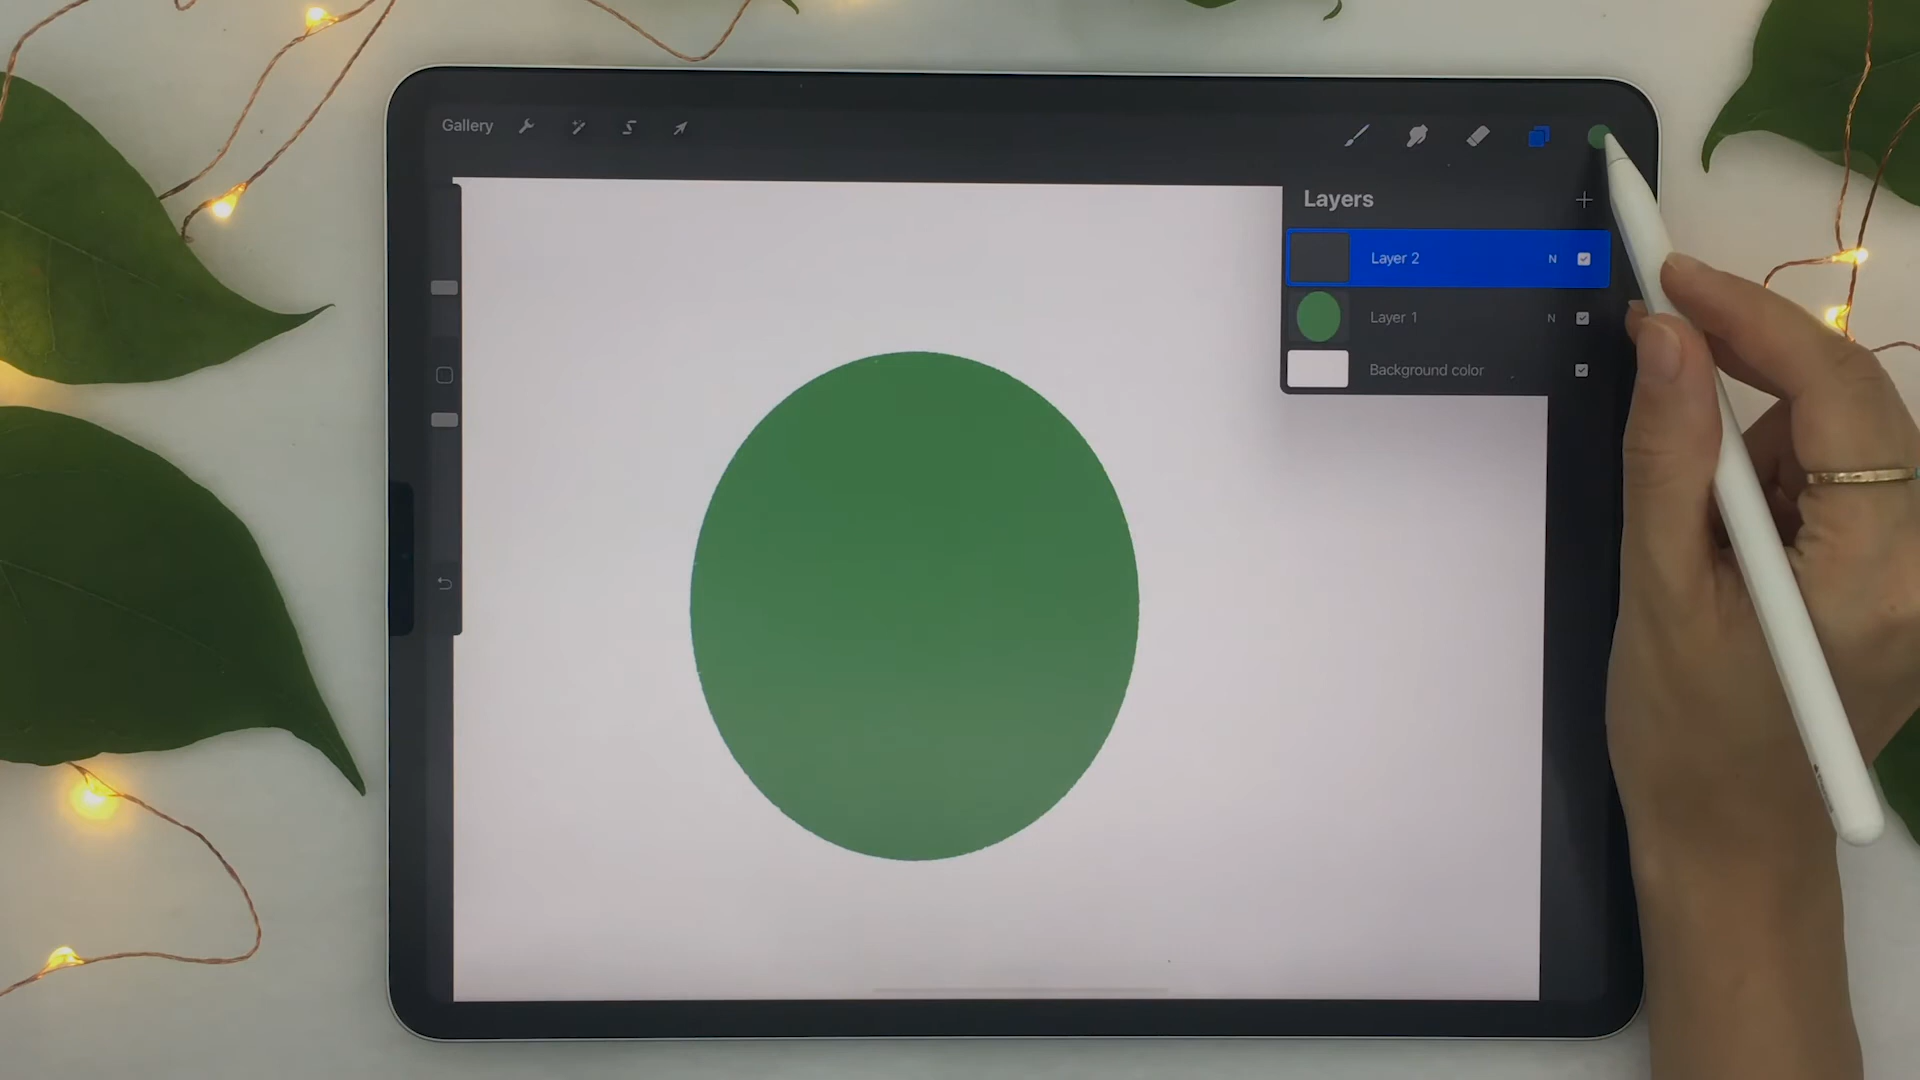 Gallery
Layers
Layer 2 N
Layer 1 N
Background color